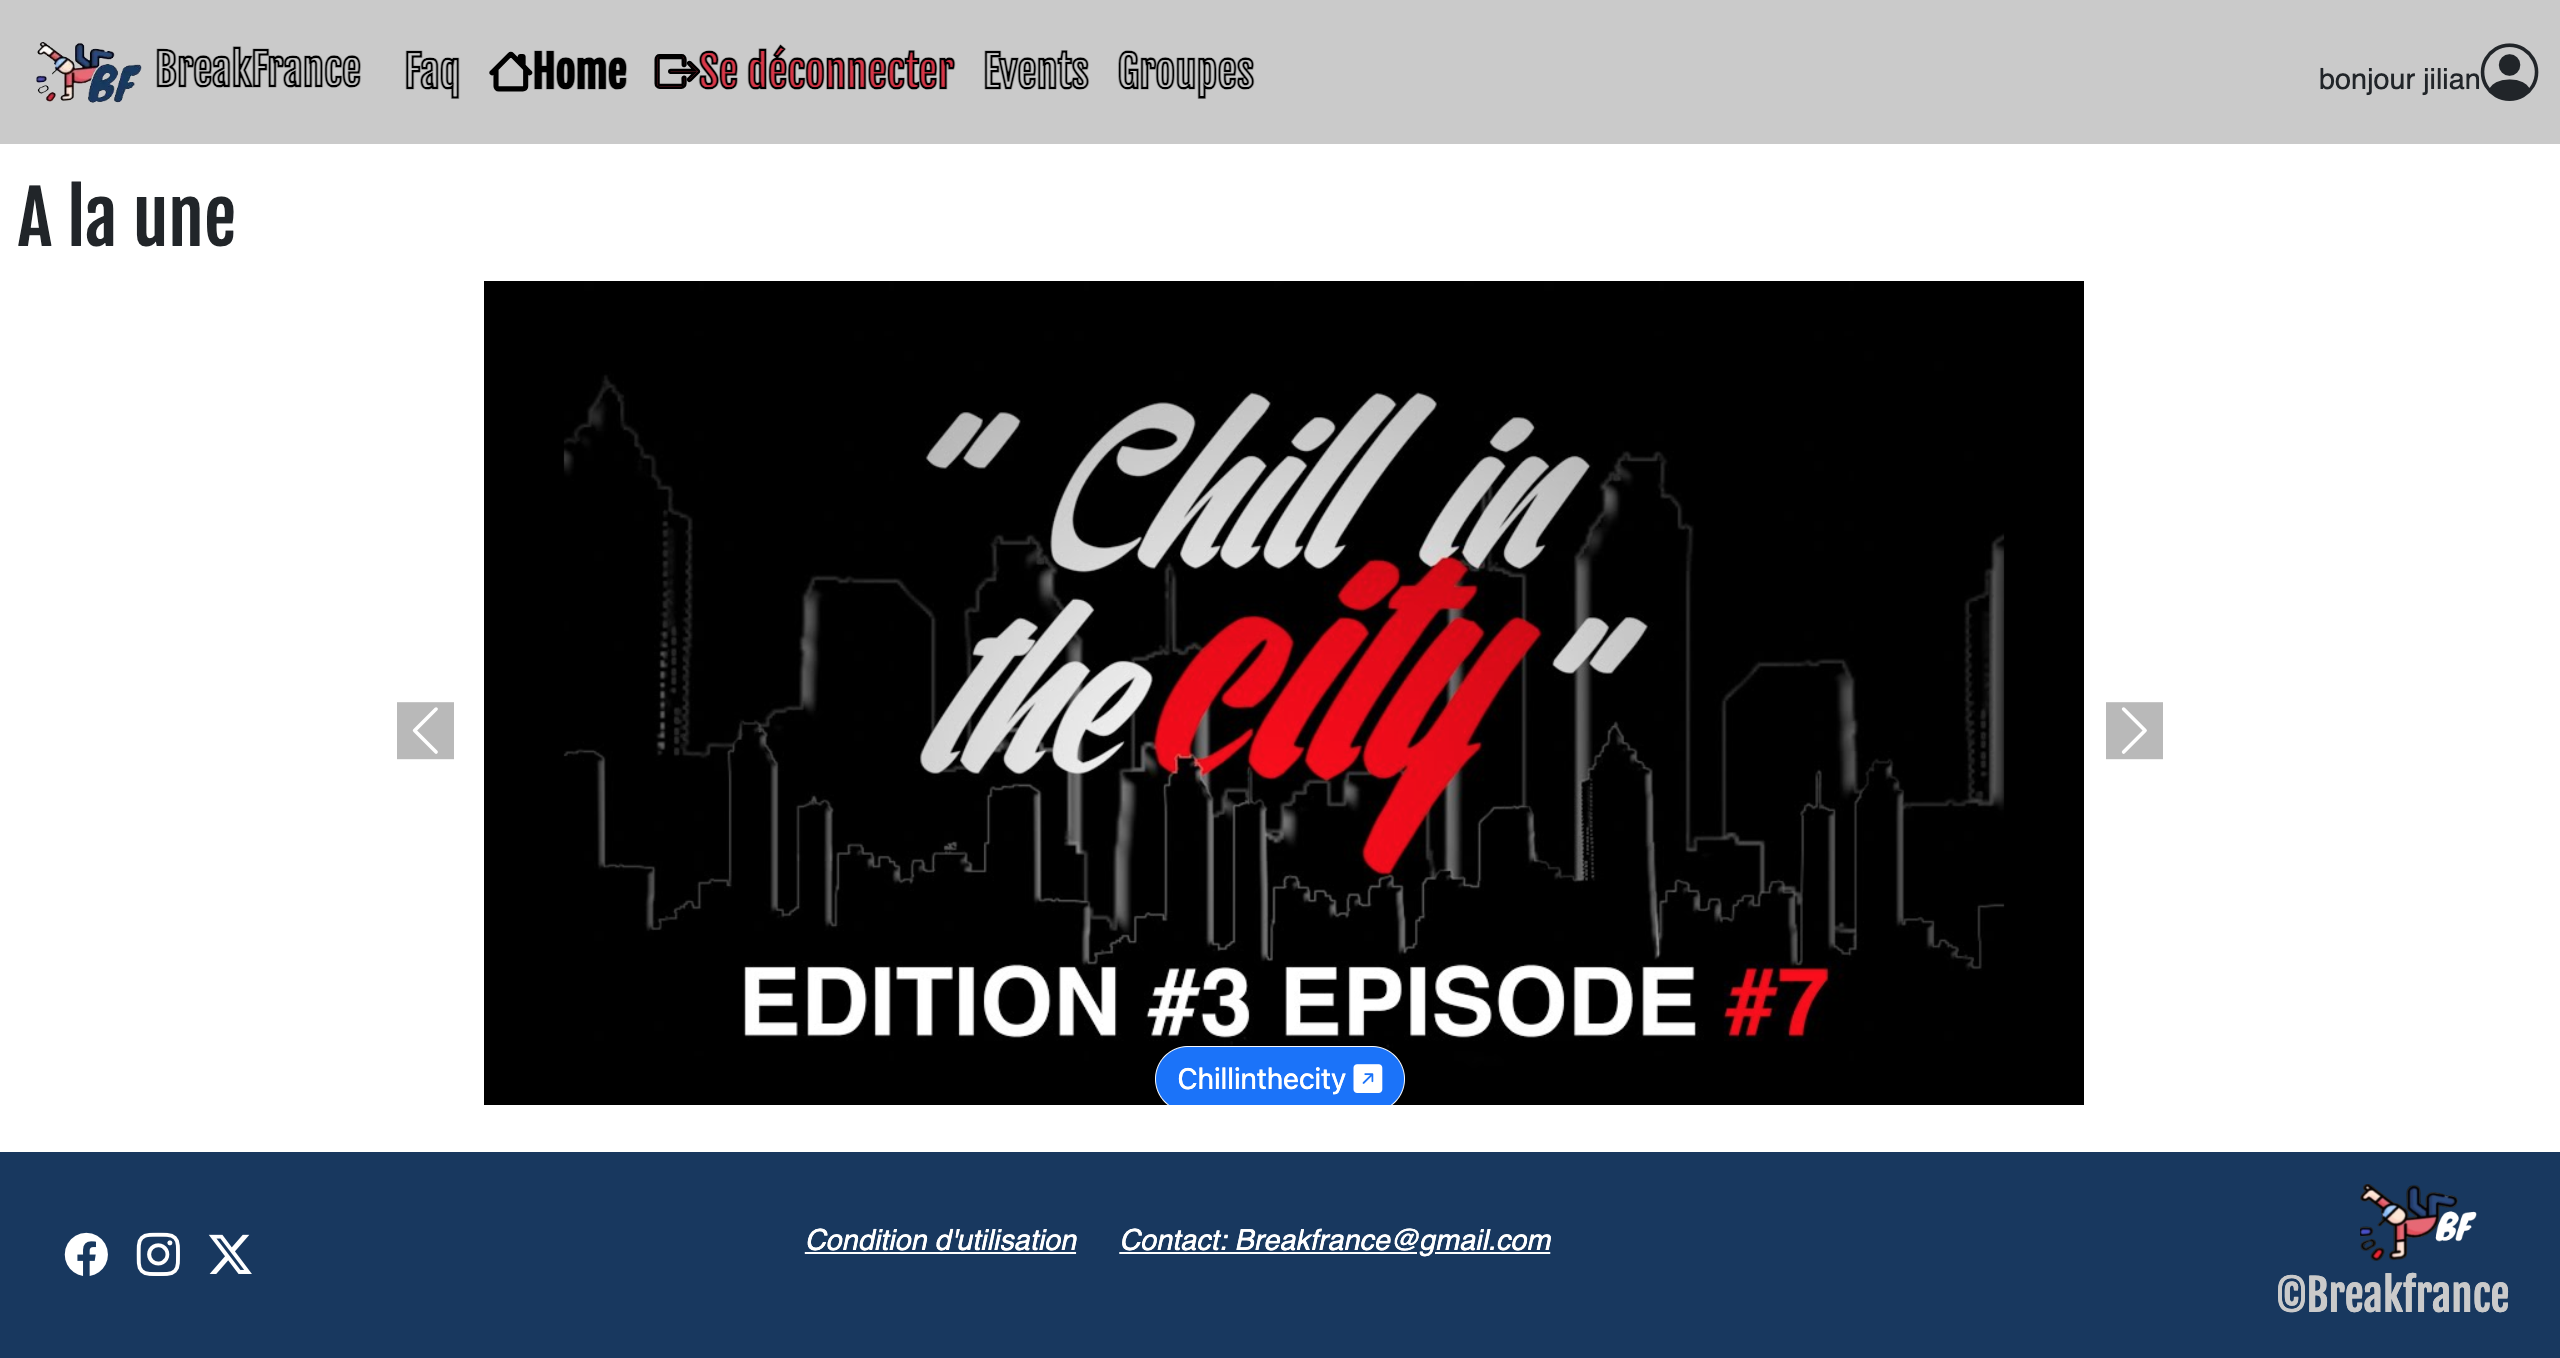 BF BreakFrance Faq Home Se déconnecter Events Groupes bonjour jilian
A la une
" Chill in
the city "
EDITION #3 EPISODE #7
Chillinthecity
Condition d'utilisation Contact: Breakfrance@gmail.com
BF
©Breakfrance